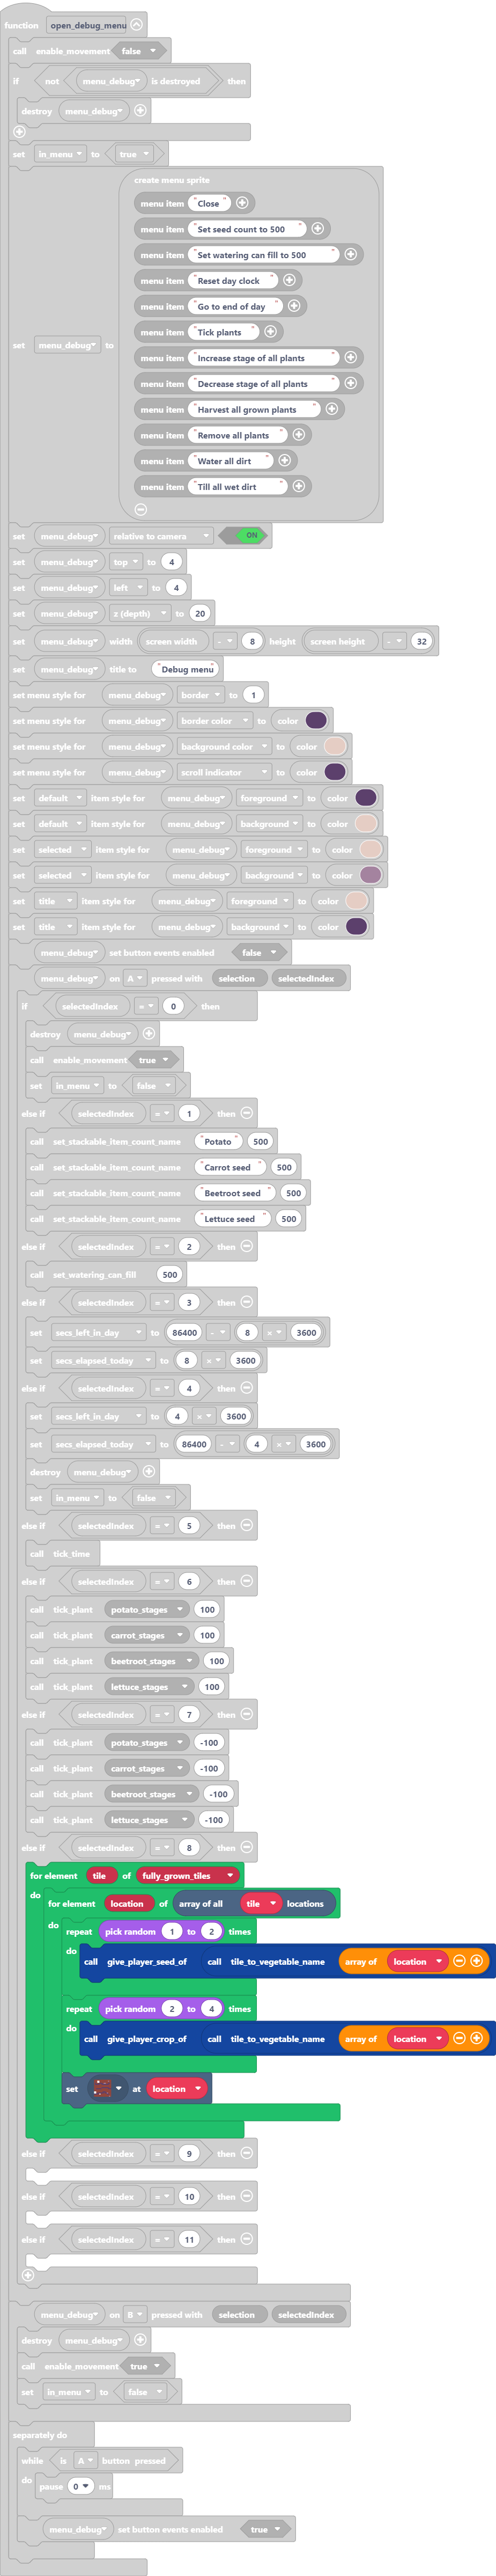 function open_debug_menu
call enable_movement false
if not menu_debug is destroyed then
destroy menu_debug
set in_menu to true
set menu_debug to
create menu sprite
menu item "Close"
menu item "Set seed count to 500"
menu item "Set watering can fill to 500"
menu item "Reset day clock"
menu item "Go to end of day"
menu item "Tick plants"
menu item "Increase stage of all plants"
menu item "Decrease stage of all plants"
menu item "Harvest all grown plants"
menu item "Remove all plants"
menu item "Water all dirt"
menu item "Till all wet dirt"
set menu_debug relative to camera ON
set menu_debug top to 4
set menu_debug left to 4
set menu_debug z (depth) to 20
set menu_debug width screen width - 8 height screen height - 32
set menu_debug title to "Debug menu"
set menu style for menu_debug border to 1
set menu style for menu_debug border color to color
set menu style for menu_debug background color to color
set menu style for menu_debug scroll indicator to color
set default item style for menu_debug foreground to color
set default item style for menu_debug background to color
set selected item style for menu_debug foreground to color
set selected item style for menu_debug background to color
set title item style for menu_debug foreground to color
set title item style for menu_debug background to color
menu_debug set button events enabled false
menu_debug on A pressed with selection selectedIndex
if selectedIndex = 0 then
destroy menu_debug
call enable_movement true
set in_menu to false
else if selectedIndex = 1 then
call set_stackable_item_count_name "Potato" 500
call set_stackable_item_count_name "Carrot seed" 500
call set_stackable_item_count_name "Beetroot seed" 500
call set_stackable_item_count_name "Lettuce seed" 500
else if selectedIndex = 2 then
call set_watering_can_fill 500
else if selectedIndex = 3 then
set secs_left_in_day to 86400 - 8 × 3600
set secs_elapsed_today to 8 × 3600
else if selectedIndex = 4 then
set secs_left_in_day to 4 × 3600
set secs_elapsed_today to 86400 - 4 × 3600
destroy menu_debug
set in_menu to false
else if selectedIndex = 5 then
call tick_time
else if selectedIndex = 6 then
call tick_plant potato_stages 100
call tick_plant carrot_stages 100
call tick_plant beetroot_stages 100
call tick_plant lettuce_stages 100
else if selectedIndex = 7 then
call tick_plant potato_stages -100
call tick_plant carrot_stages -100
call tick_plant beetroot_stages -100
call tick_plant lettuce_stages -100
else if selectedIndex = 8 then
for element tile of fully_grown_tiles
do for element location of array of all tile locations
do repeat pick random 1 to 2 times
do call give_player_seed_of call tile_to_vegetable_name array of location
repeat pick random 2 to 4 times
do call give_player_crop_of call tile_to_vegetable_name array of location
set at location
else if selectedIndex = 9 then
else if selectedIndex = 10 then
else if selectedIndex = 11 then
menu_debug on B pressed with selection selectedIndex
destroy menu_debug
call enable_movement true
set in_menu to false
separately do
while is A button pressed
do pause 0 ms
menu_debug set button events enabled true